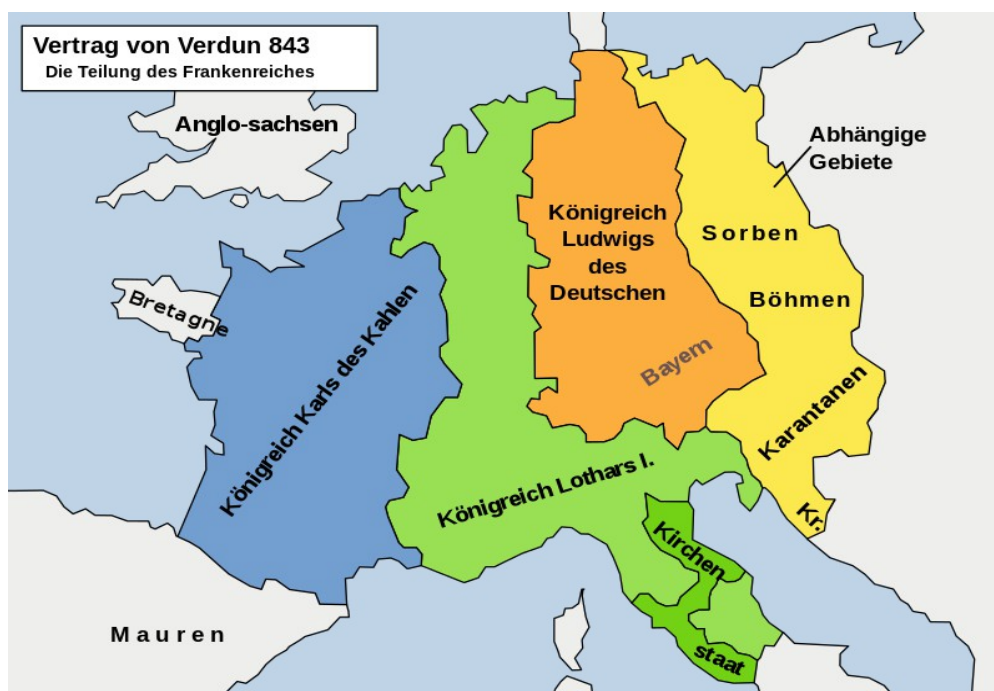 Vertrag von Verdun 843
Die Teilung des Frankenreiches
Anglo-sachsen
Abhängige
Gebiete
Königreich
Ludwigs
des
Deutschen
Sorben
Böhmen
Bretagne
Königreich Karls des Kahlen
Bayern
Karantanen
Königreich Lothars I.
Kr.
Kirchen
staat
Mauren